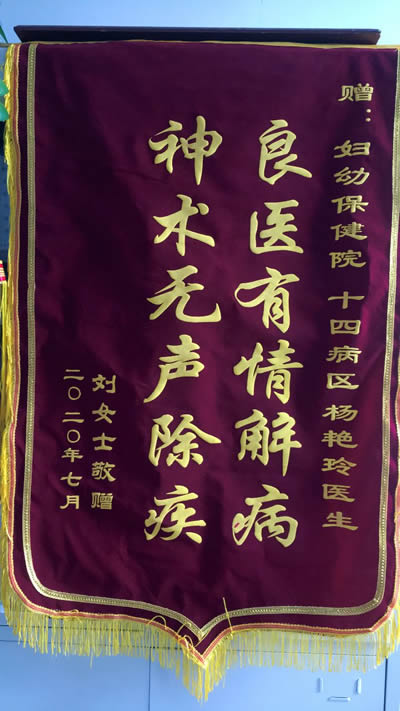 赠：妇幼保健院 十四病区 杨艳玲医生
良医有情解病
神术无声除疾
刘女士敬赠
二〇二〇年七月